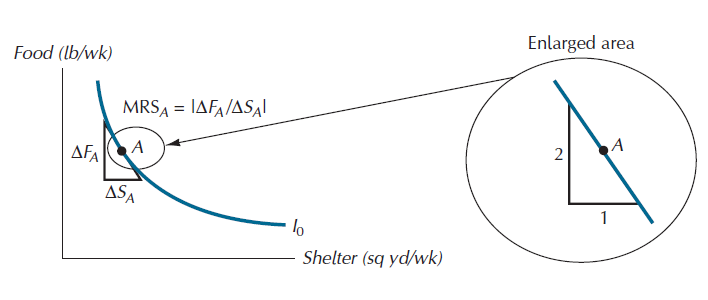 Food (lb/wk)
Enlarged area
MRS_A = |ΔF_A/ΔS_A|
A
ΔF_A
ΔS_A
I_0
Shelter (sq yd/wk)
2
A
1